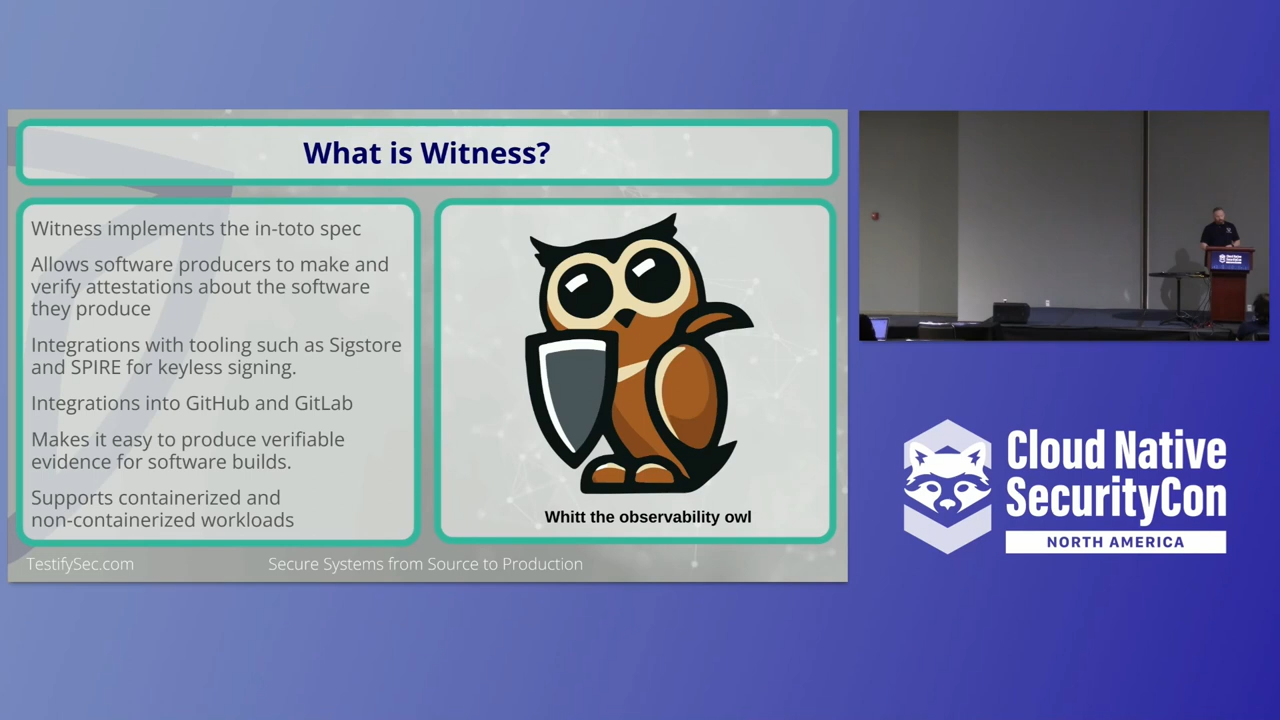 What is Witness?
Witness implements the in-toto spec
Allows software producers to make and
verify attestations about the software
they produce
Integrations with tooling such as Sigstore
and SPIRE for keyless signing.
Integrations into GitHub and GitLab
Makes it easy to produce verifiable
evidence for software builds.
Supports containerized and
non-containerized workloads
Whitt the observability owl
TestifySec.com
Secure Systems from Source to Production
Cloud Native
SecurityCon
NORTH AMERICA